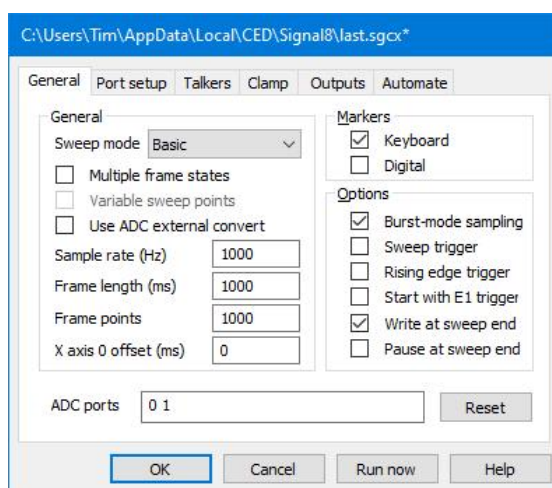 C:\Users\Tim\AppData\Local\CED\Signal8\last.sgcx*
General Port setup Talkers Clamp Outputs Automate
General
Sweep mode Basic
Multiple frame states
Variable sweep points
Use ADC external convert
Sample rate (Hz) 1000
Frame length (ms) 1000
Frame points 1000
X axis 0 offset (ms) 0
Markers
Keyboard
Digital
Options
Burst-mode sampling
Sweep trigger
Rising edge trigger
Start with E1 trigger
Write at sweep end
Pause at sweep end
ADC ports 0 1 Reset
OK Cancel Run now Help